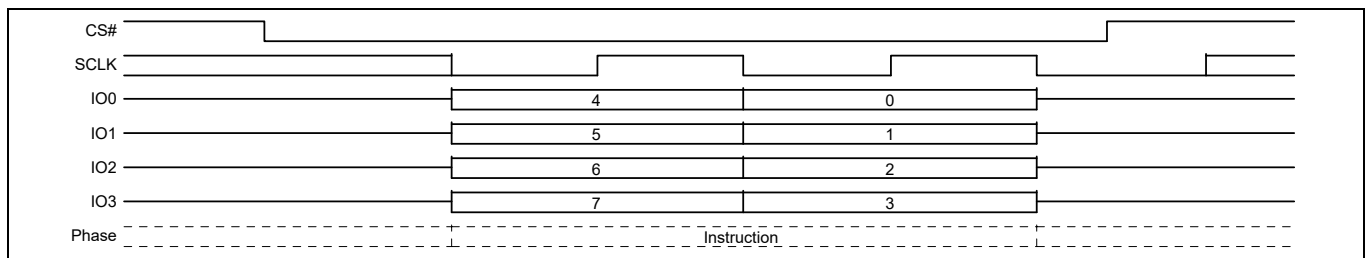 CS#
SCLK
IO0 4 0
IO1 5 1
IO2 6 2
IO3 7 3
Phase Instruction